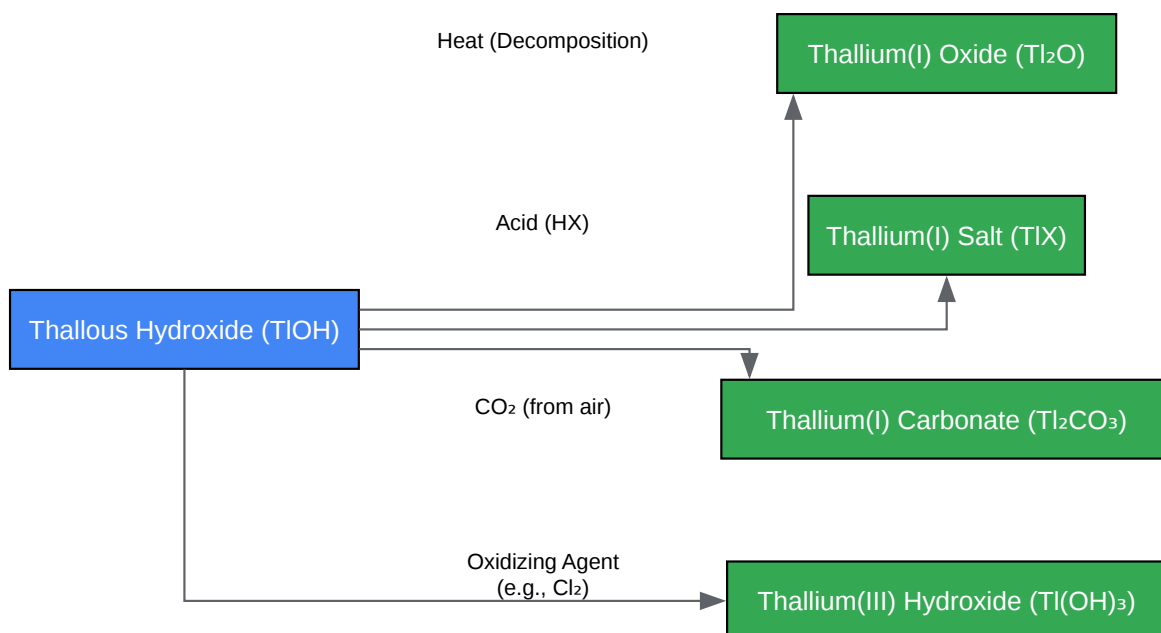 Heat (Decomposition)
Thallium(I) Oxide (Tl₂O)
Acid (HX)
Thallium(I) Salt (TlX)
Thallous Hydroxide (TlOH)
CO₂ (from air)
Thallium(I) Carbonate (Tl₂CO₃)
Oxidizing Agent
(e.g., Cl₂)
Thallium(III) Hydroxide (Tl(OH)₃)